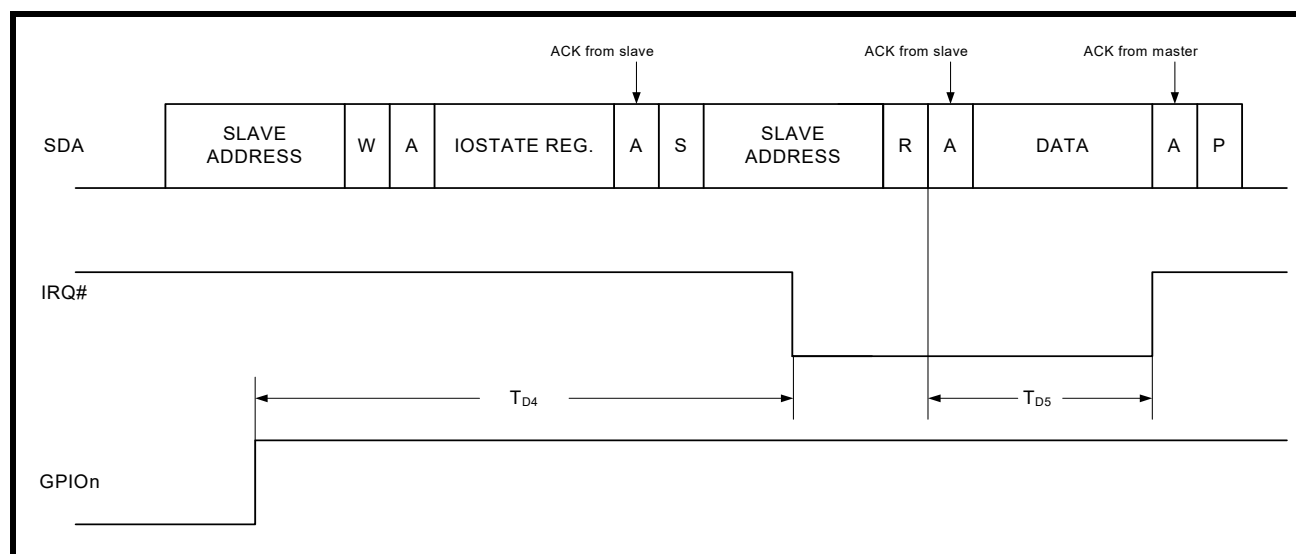 ACK from slave
ACK from slave
ACK from master
SDA
SLAVE
ADDRESS
W
A
IOSTATE REG.
A
S
SLAVE
ADDRESS
R
A
DATA
A
P
IRQ#
TD4
TD5
GPIOn